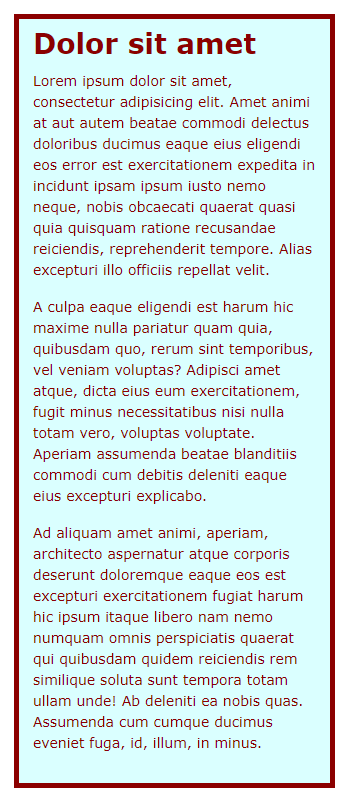 Dolor sit amet
Lorem ipsum dolor sit amet,
consectetur adipisicing elit. Amet animi
at aut autem beatae commodi delectus
doloribus ducimus eaque eius eligendi
eos error est exercitationem expedita in
incidunt ipsam ipsum iusto nemo
neque, nobis obcaecati quaerat quasi
quia quisquam ratione recusandae
reiciendis, reprehenderit tempore. Alias
excepturi illo officiis repellat velit.
A culpa eaque eligendi est harum hic
maxime nulla pariatur quam quia,
quibusdam quo, rerum sint temporibus,
vel veniam voluptas? Adipisci amet
atque, dicta eius eum exercitationem,
fugit minus necessitatibus nisi nulla
totam vero, voluptas voluptate.
Aperiam assumenda beatae blanditiis
commodi cum debitis deleniti eaque
eius excepturi explicabo.
Ad aliquam amet animi, aperiam,
architecto aspernatur atque corporis
deserunt doloremque eaque eos est
excepturi exercitationem fugiat harum
hic ipsum itaque libero nam nemo
numquam omnis perspiciatis quaerat
qui quibusdam quidem reiciendis rem
similique soluta sunt tempora totam
ullam unde! Ab deleniti ea nobis quas.
Assumenda cum cumque ducimus
eveniet fuga, id, illum, in minus.